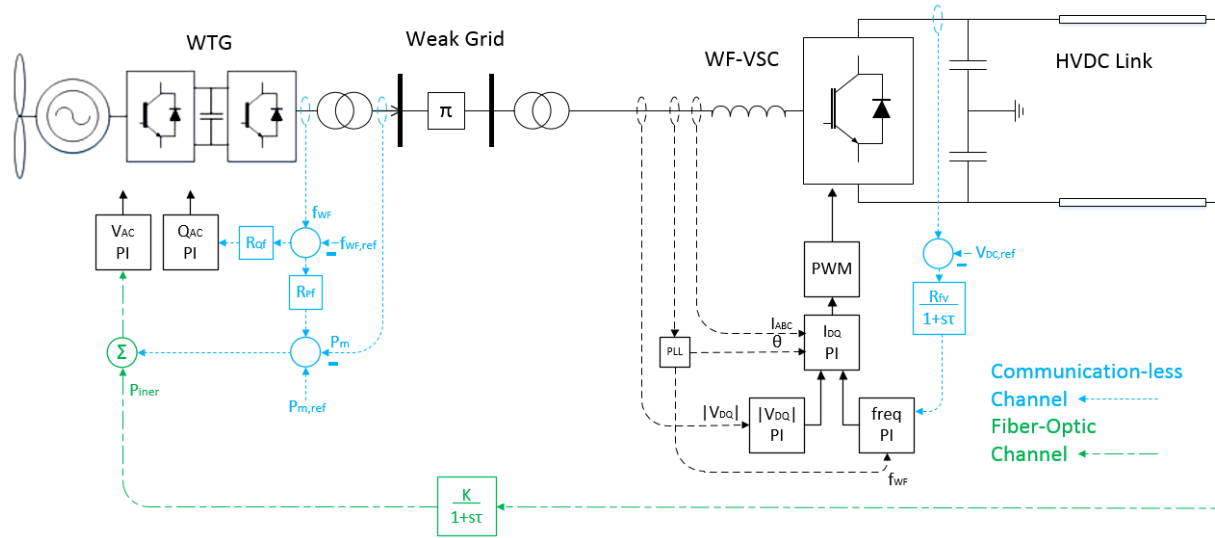 WTG
Weak Grid
WF-VSC
HVDC Link
π
VAC
PI
QAC
PI
RQf
fWF
fWF,ref
RPf
Pm
Σ
Piner
Pm,ref
PWM
VDC,ref
Rfv
1+sτ
IABC
θ
IDQ
PI
PLL
|VDQ|
|VDQ|
PI
freq
PI
fWF
Communication-less
Channel
Fiber-Optic
Channel
K
1+sτ